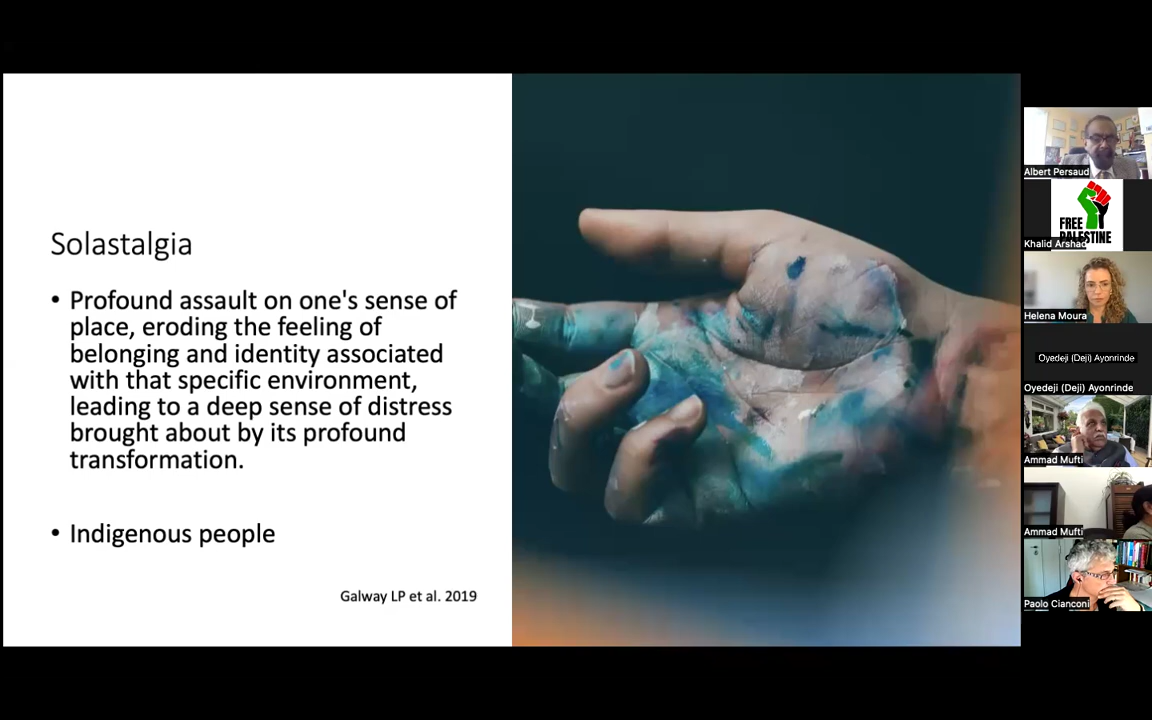 Solastalgia
• Profound assault on one's sense of
place, eroding the feeling of
belonging and identity associated
with that specific environment,
leading to a deep sense of distress
brought about by its profound
transformation.
• Indigenous people
Galway LP et al. 2019
Albert Persaud
FREE
PALESTINE
Khalid Arshad
Helena Moura
Oyedeji (Deji) Ayonrinde
Oyedeji (Deji) Ayonrinde
Ammad Mufti
Ammad Mufti
Paolo Cianconi